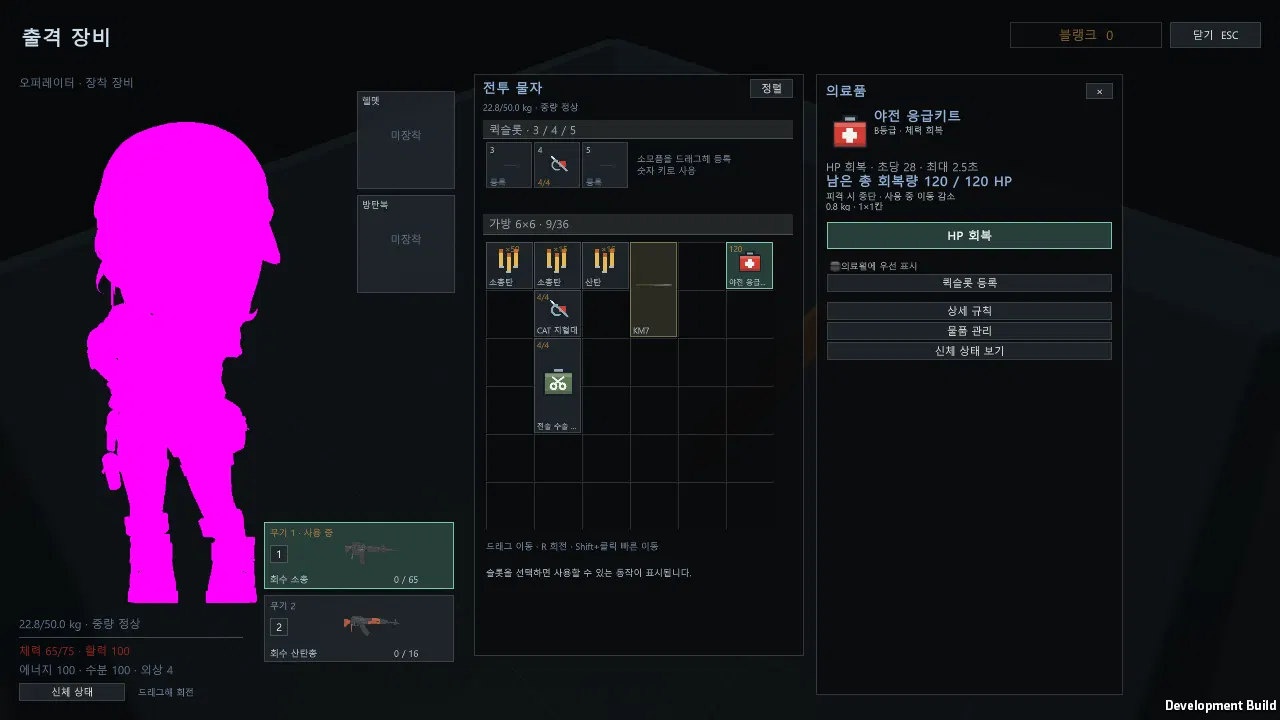 출격 장비
블랭크 0
닫기 ESC
오퍼레이터 · 장착 장비
헬멧
미장착
방탄복
미장착
무기 1 · 사용 중
1
회수 소총
0 / 65
무기 2
2
회수 산탄총
0 / 16
22.8/50.0 kg · 중량 정상
체력 65/75 · 활력 100
에너지 100 · 수분 100 · 외상 4
신체 상태
드래그해 회전
전투 물자
정렬
22.8/50.0 kg · 중량 정상
퀵슬롯 · 3 / 4 / 5
3
등록
4
4/4
5
등록
소모품을 드래그해 등록
숫자 키로 사용
가방 6×6 · 9/36
소총탄
소총탄
산탄
KM7
120
야전 응급…
4/4
CAT 지혈대
4/4
전술 수술 …
드래그 이동 · R 회전 · Shift+클릭 빠른 이동
슬롯을 선택하면 사용할 수 있는 동작이 표시됩니다.
의료품
×
야전 응급키트
B등급 · 체력 회복
HP 회복 · 초당 28 · 최대 2.5초
남은 총 회복량 120 / 120 HP
피격 시 중단 · 사용 중 이동 감소
0.8 kg · 1×1칸
HP 회복
의료휠에 우선 표시
퀵슬롯 등록
상세 규칙
물품 관리
신체 상태 보기
Development Build